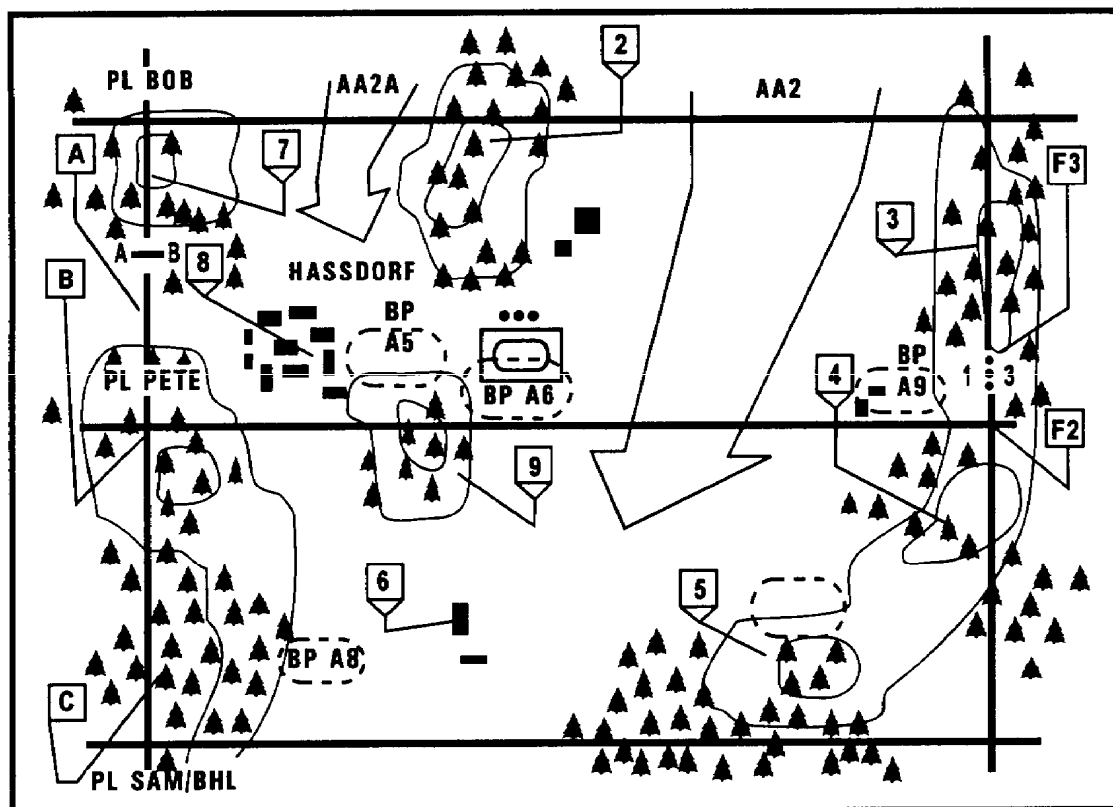 2
PL BOB
AA2A
AA2
A
7
F3
3
A B
8
B
HASSDORF
BP
A5
BP A6
PL PETE
4
BP
A9
1 3
F2
9
6
5
BP A8
C
PL SAM/BHL